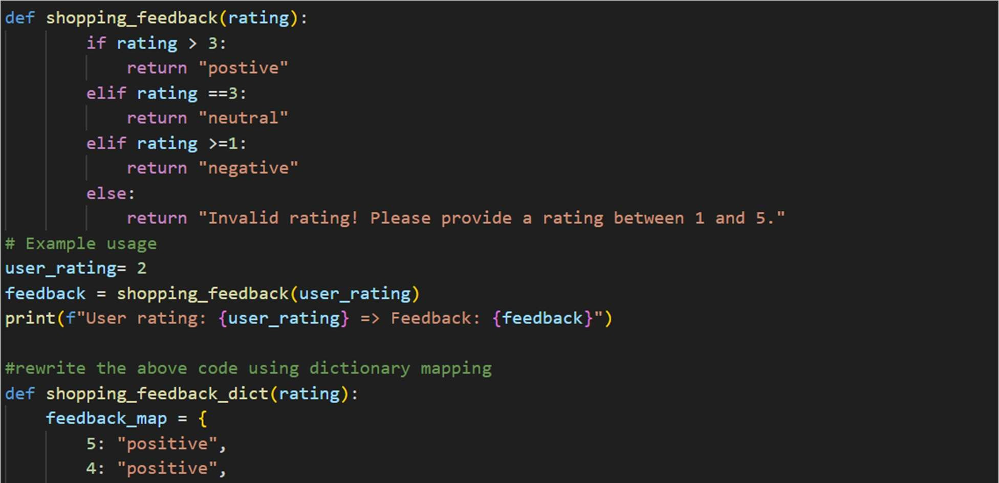 def shopping_feedback(rating):
        if rating > 3:
            return "postive"
        elif rating ==3:
            return "neutral"
        elif rating >=1:
            return "negative"
        else:
            return "Invalid rating! Please provide a rating between 1 and 5."
# Example usage
user_rating= 2
feedback = shopping_feedback(user_rating)
print(f"User rating: {user_rating} => Feedback: {feedback}")

#rewrite the above code using dictionary mapping
def shopping_feedback_dict(rating):
    feedback_map = {
        5: "positive",
        4: "positive",